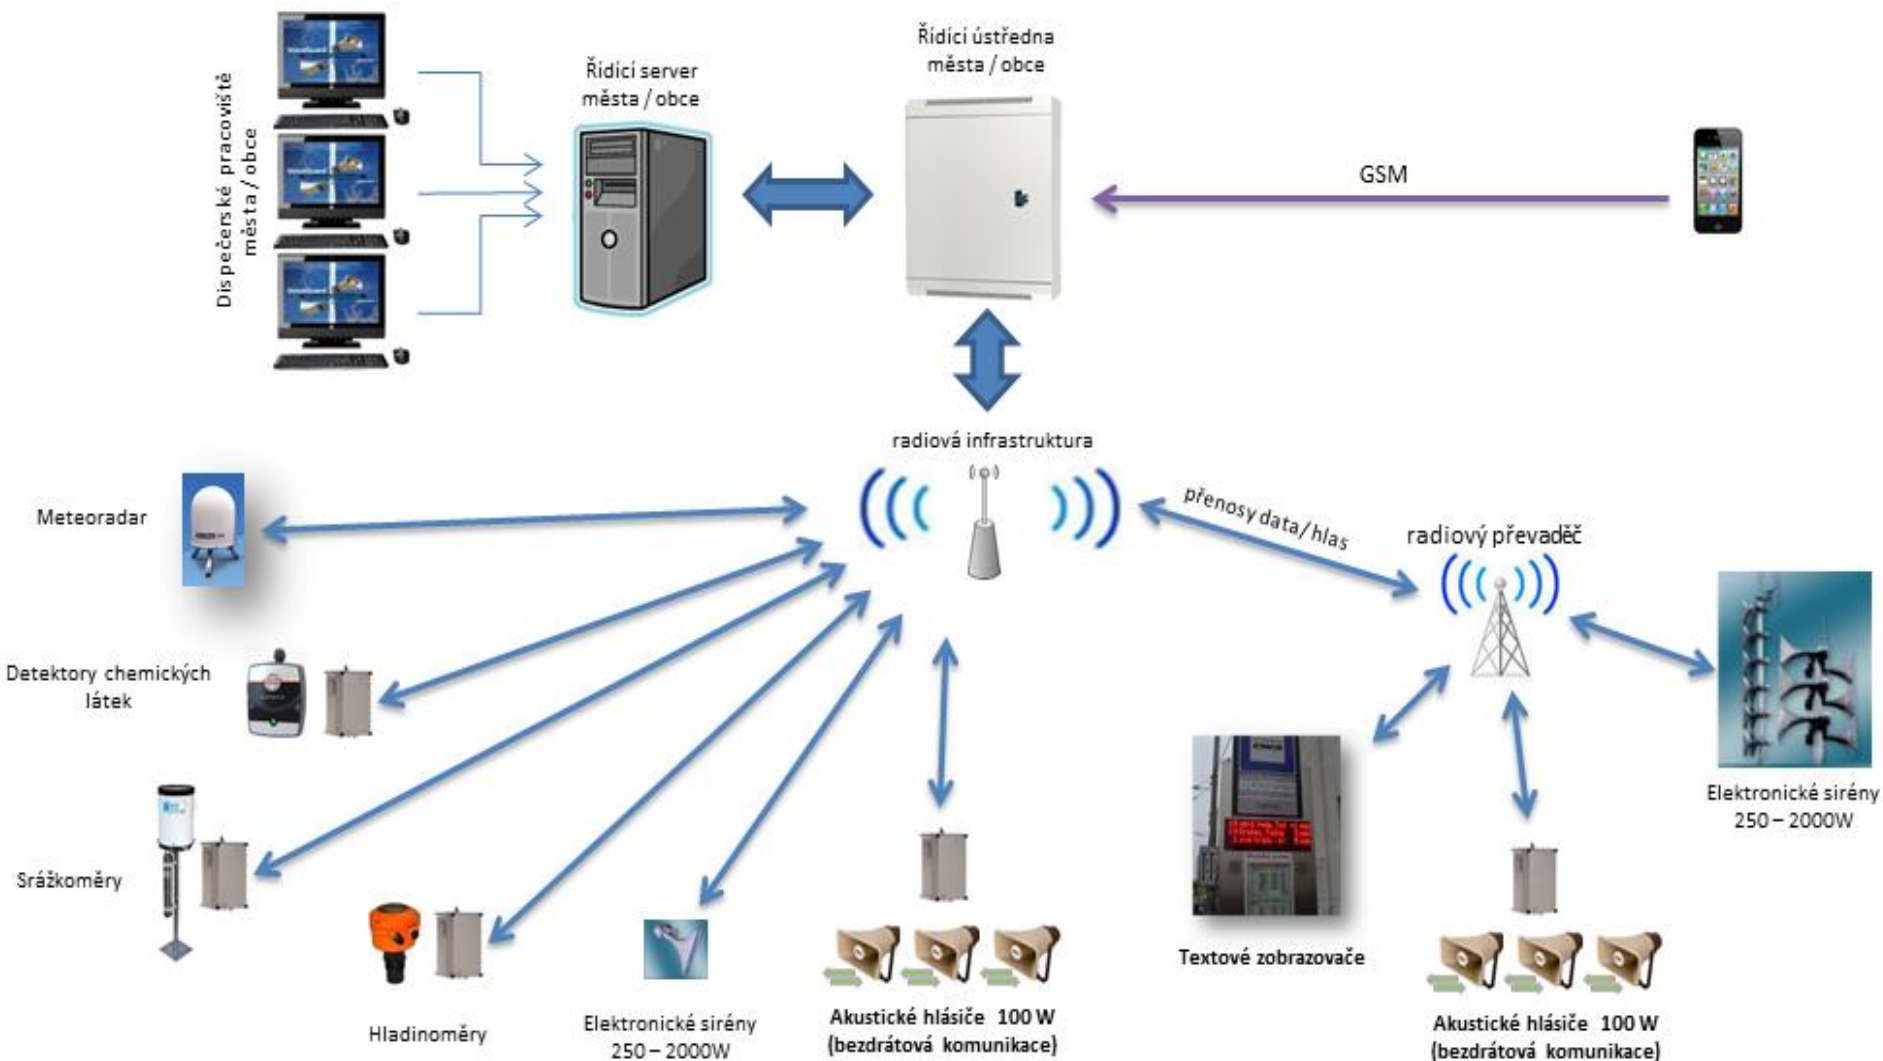 Dispečerské pracoviště
města / obce
Řídící server
města / obce
Řídící ústředna
města / obce
GSM
radiová infrastruktura
přenosy data/ hlas
radiový převaděč
Meteoradar
Detektory chemických
látek
Srážkoměry
Hladinoměry
Elektronické sirény
250 – 2000W
Akustické hlásiče 100 W
(bezdrátová komunikace)
Textové zobrazovače
Akustické hlásiče 100 W
(bezdrátová komunikace)
Elektronické sirény
250 – 2000W